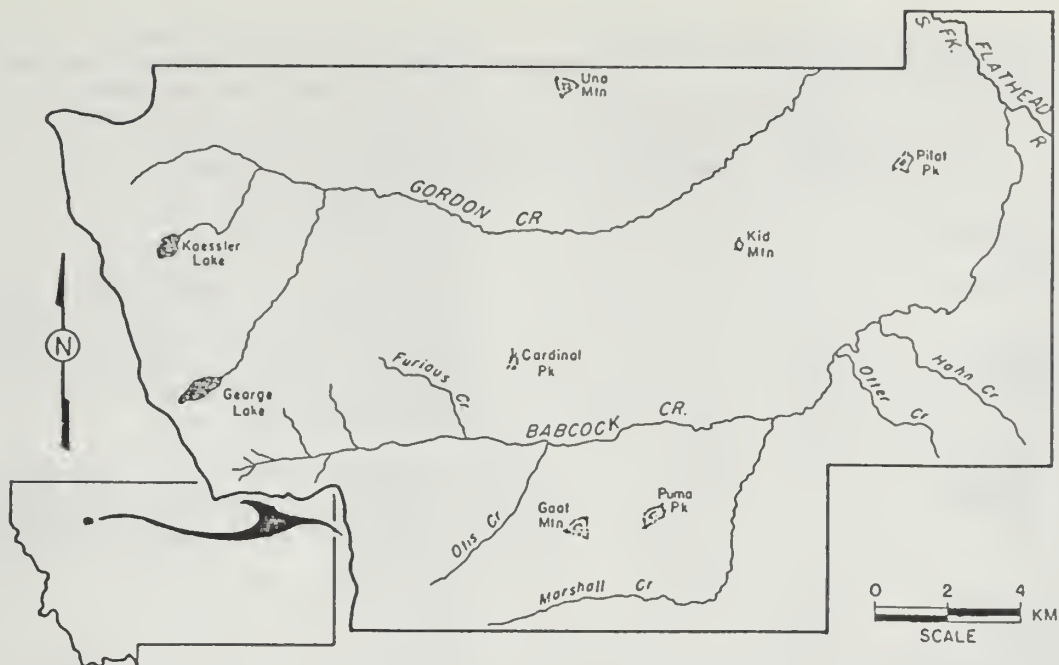 S. FK. FLATHEAD R
Una
Mtn
Pilot
Pk
GORDON CR
Kid
Mtn
Koessler
Lake
N
Furious Cr
Cardinal
Pk
George
Lake
BABCOCK CR.
Otter Cr
Hahn Cr
Goat
Mtn
Puma
Pk
Otis Cr
Marshall Cr
0 2 4
KM
SCALE